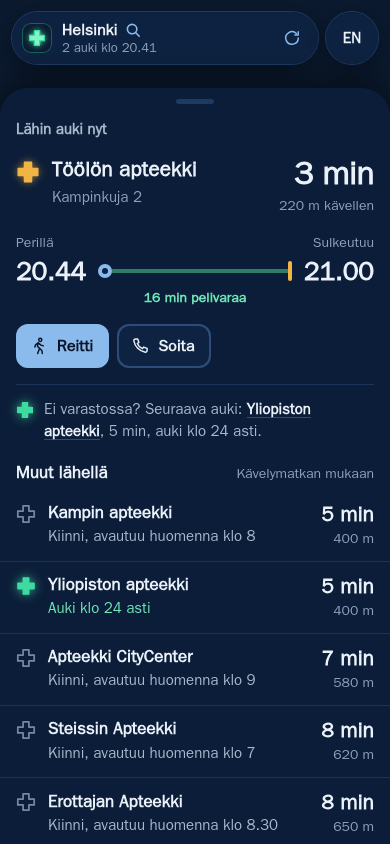 Helsinki
2 auki klo 20.41
EN
Lähin auki nyt
Töölön apteekki
3 min
Kampinkuja 2
220 m kävellen
Perillä
Sulkeutuu
20.44
21.00
16 min pelivaraa
Reitti
Soita
Ei varastossa? Seuraava auki: Yliopiston
apteekki, 5 min, auki klo 24 asti.
Muut lähellä
Kävelymatkan mukaan
Kampin apteekki
5 min
Kiinni, avautuu huomenna klo 8
400 m
Yliopiston apteekki
5 min
Auki klo 24 asti
400 m
Apteekki CityCenter
7 min
Kiinni, avautuu huomenna klo 9
580 m
Steissin Apteekki
8 min
Kiinni, avautuu huomenna klo 7
620 m
Erottajan Apteekki
8 min
Kiinni, avautuu huomenna klo 8.30
650 m